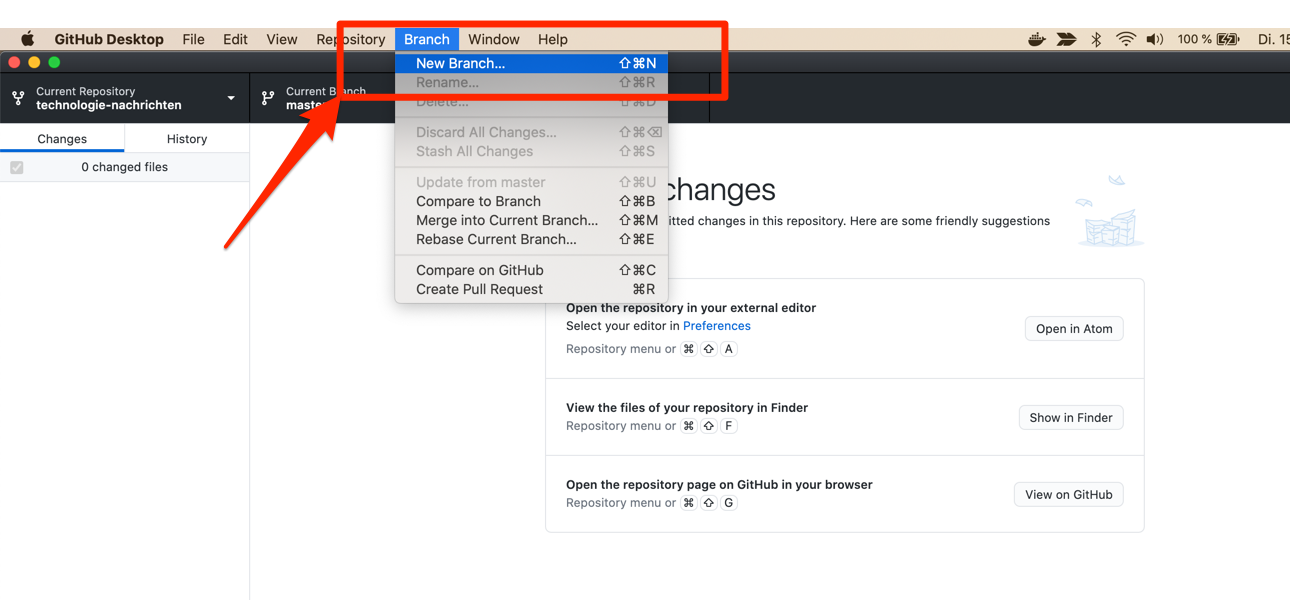 GitHub Desktop File Edit View Repository Branch Window Help 100 % Di. 15
Current Repository
technologie-nachrichten
Current Branch
master
Changes History
0 changed files
New Branch... ⇧⌘N
Rename... ⇧⌘R
Delete... ⇧⌘D
Discard All Changes... ⇧⌘⌫
Stash All Changes ⇧⌘S
Update from master ⇧⌘U
Compare to Branch ⇧⌘B
Merge into Current Branch... ⇧⌘M
Rebase Current Branch... ⇧⌘E
Compare on GitHub ⇧⌘C
Create Pull Request ⌘R
changes
itted changes in this repository. Here are some friendly suggestions
Open the repository in your external editor
Select your editor in Preferences
Repository menu or ⌘ ⇧ A
Open in Atom
View the files of your repository in Finder
Repository menu or ⌘ ⇧ F
Show in Finder
Open the repository page on GitHub in your browser
Repository menu or ⌘ ⇧ G
View on GitHub